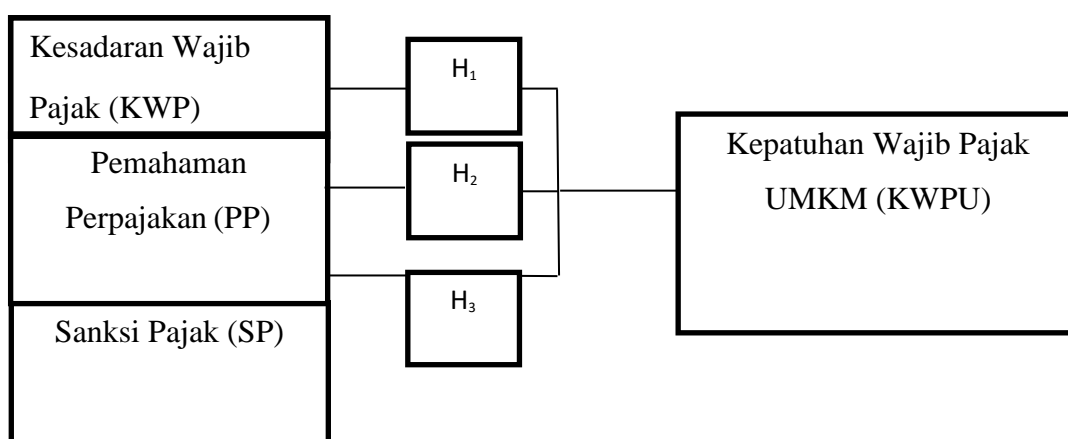 Kesadaran Wajib
Pajak (KWP)
Pemahaman
Perpajakan (PP)
Sanksi Pajak (SP)
H₁
H₂
H₃
Kepatuhan Wajib Pajak
UMKM (KWPU)